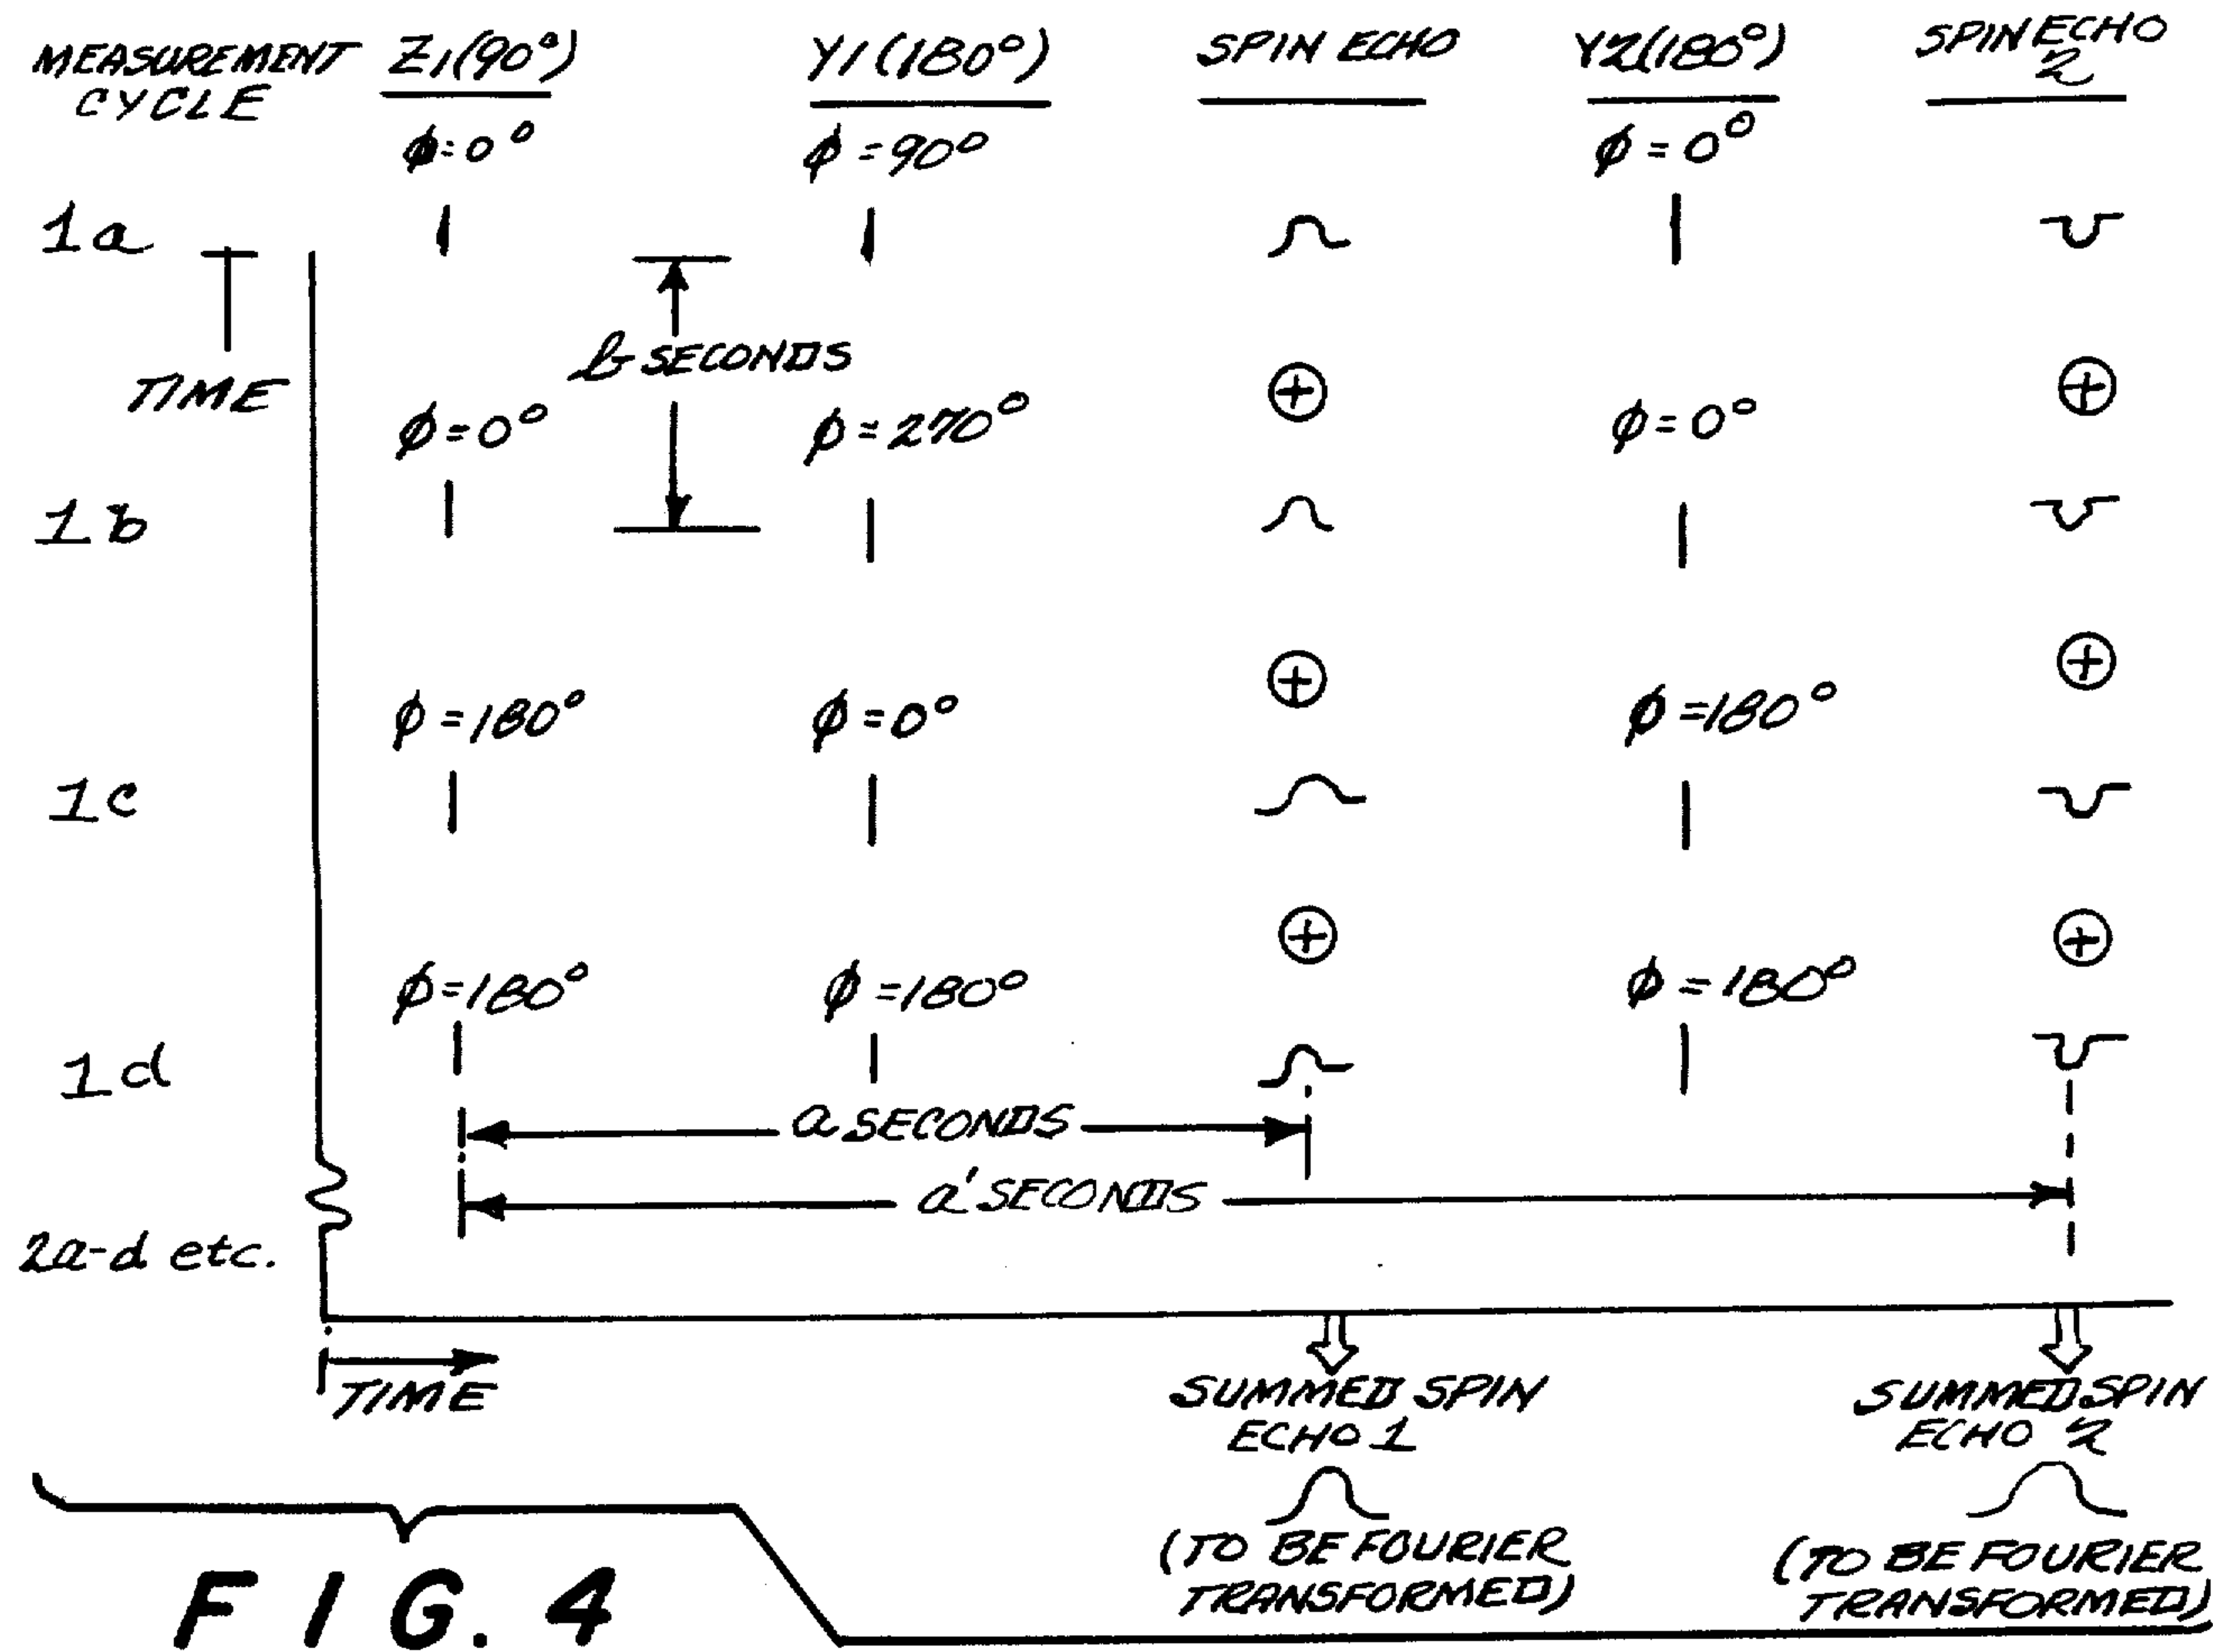 MEASUREMENT CYCLE Z1(90°) Y1(180°) SPIN ECHO Y2(180°) SPIN ECHO 2
ϕ=0° ϕ=90° ϕ=0°
1a
TIME
b SECONDS
ϕ=0° ϕ=270° ϕ=0°
1b
ϕ=180° ϕ=0° ϕ=180°
1c
ϕ=180° ϕ=180° ϕ=180°
1d
a SECONDS
a' SECONDS
2a-d etc.
TIME
SUMMED SPIN
ECHO 1
(TO BE FOURIER
TRANSFORMED)
SUMMED SPIN
ECHO 2
(TO BE FOURIER
TRANSFORMED)
FIG. 4